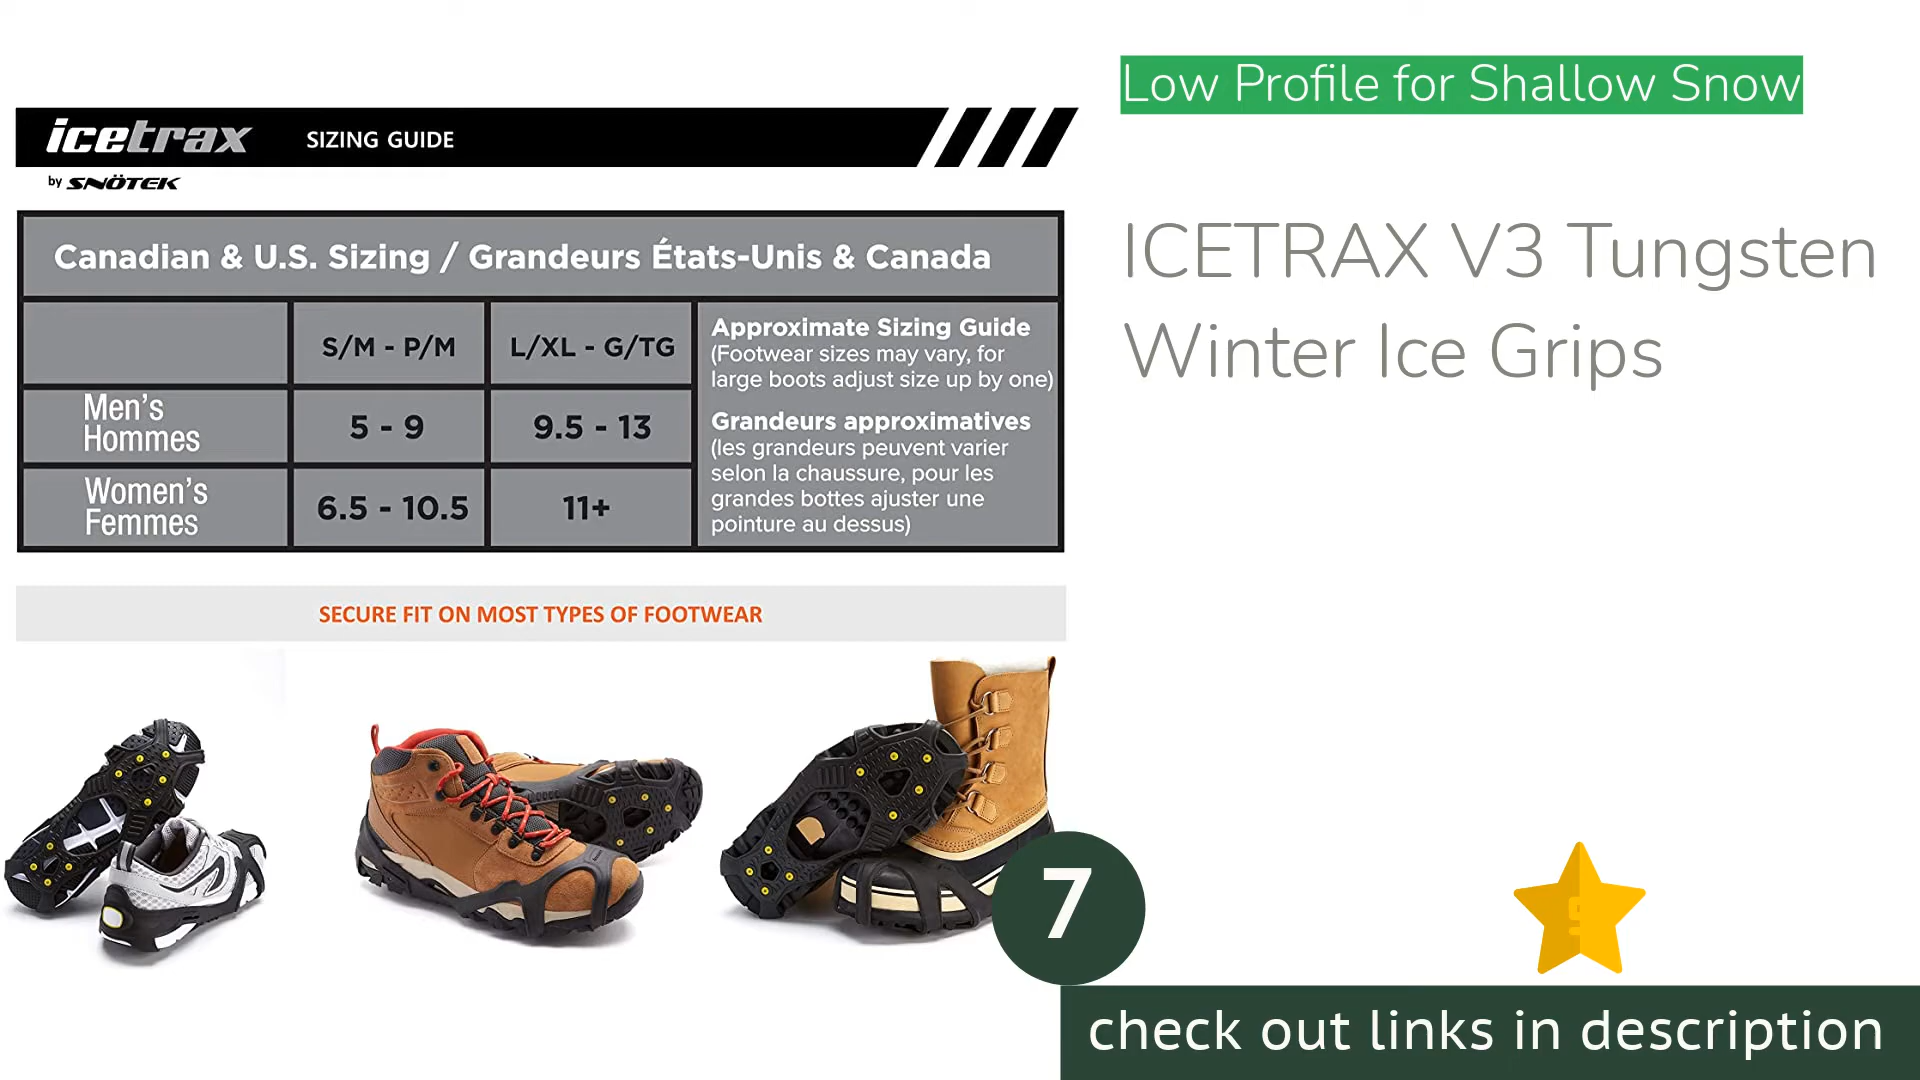 Low Profile for Shallow Snow
icetrax SIZING GUIDE
by SNÖTEK
Canadian & U.S. Sizing / Grandeurs États-Unis & Canada
S/M - P/M L/XL - G/TG
Men's
Hommes
5 - 9 9.5 - 13
Women's
Femmes
6.5 - 10.5 11+
Approximate Sizing Guide
(Footwear sizes may vary, for
large boots adjust size up by one)
Grandeurs approximatives
(les grandeurs peuvent varier
selon la chaussure, pour les
grandes bottes ajuster une
pointure au dessus)
SECURE FIT ON MOST TYPES OF FOOTWEAR
ICETRAX V3 Tungsten
Winter Ice Grips
7
check out links in description